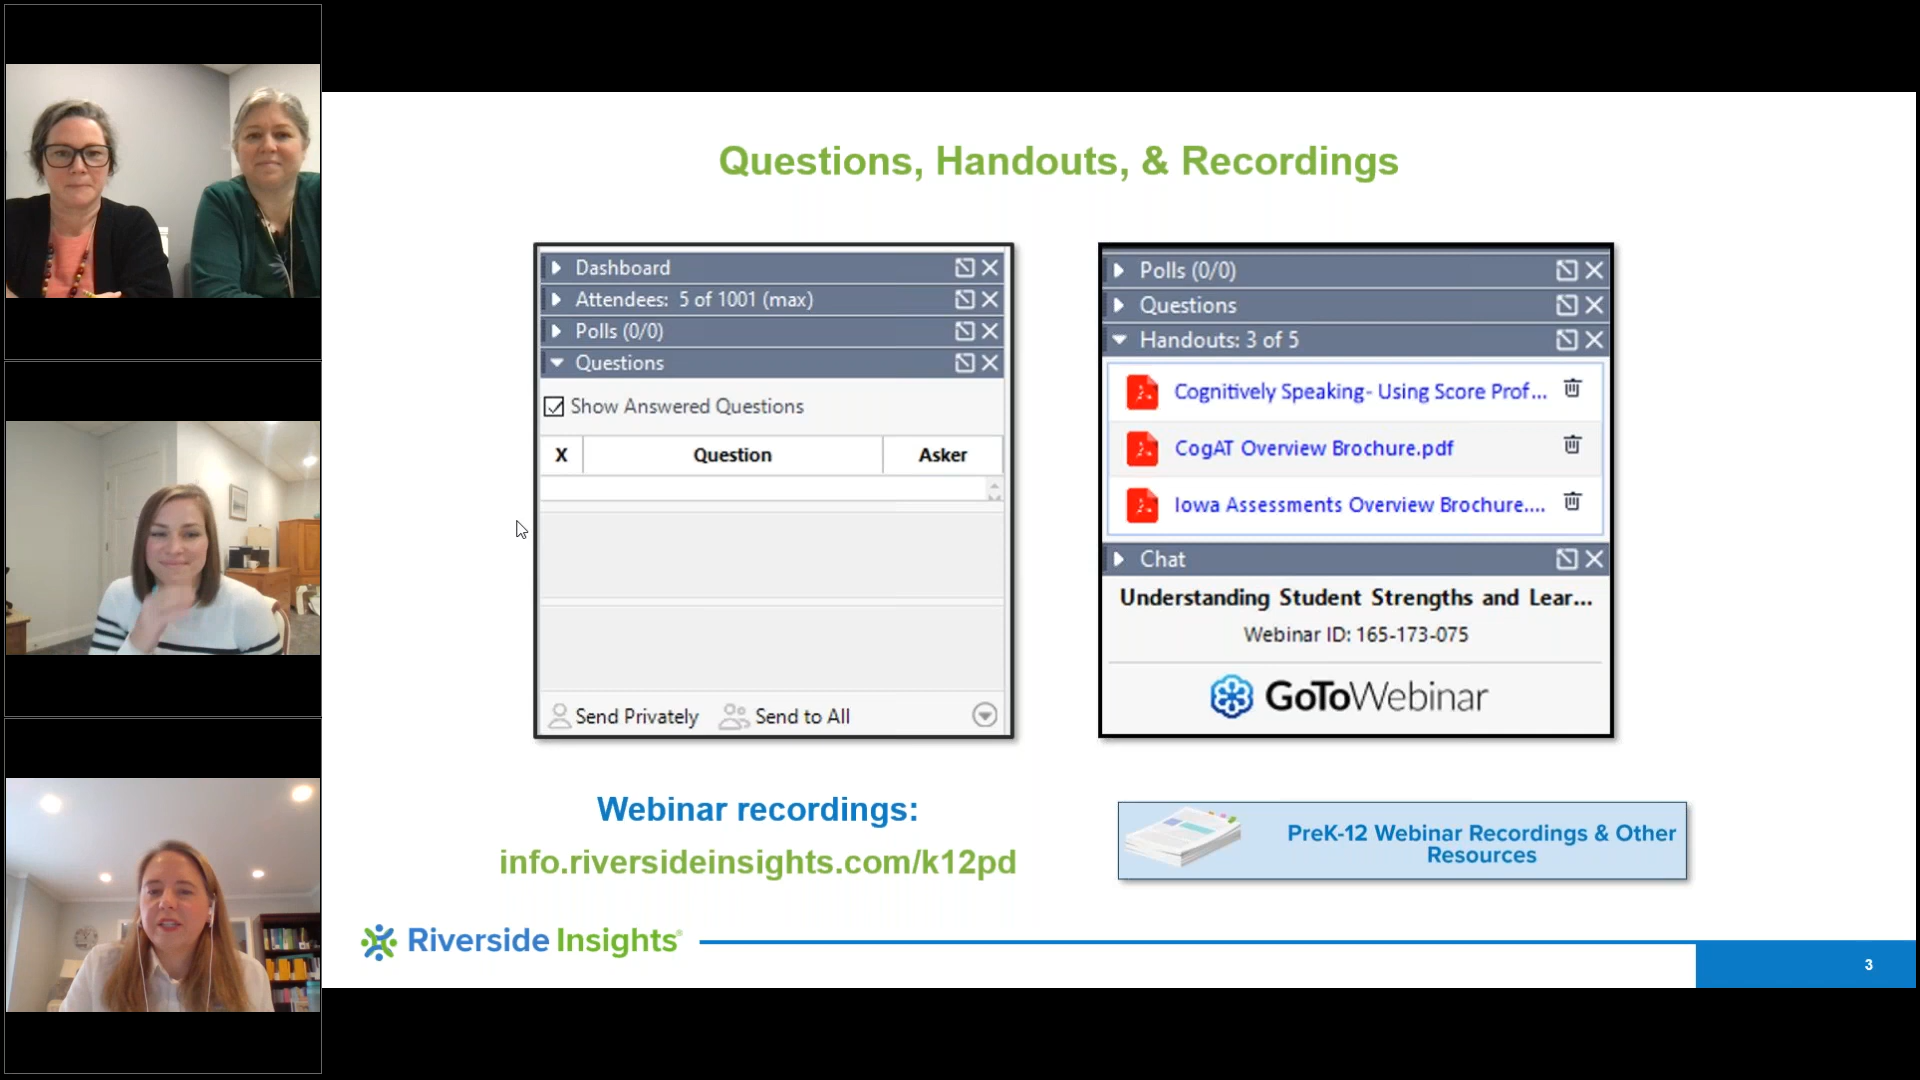 Questions, Handouts, & Recordings
Dashboard
Attendees: 5 of 1001 (max)
Polls (0/0)
Questions
Show Answered Questions
X Question Asker
Send Privately Send to All
Polls (0/0)
Questions
Handouts: 3 of 5
Cognitively Speaking- Using Score Prof...
CogAT Overview Brochure.pdf
Iowa Assessments Overview Brochure....
Chat
Understanding Student Strengths and Lear...
Webinar ID: 165-173-075
GoToWebinar
Webinar recordings:
info.riversideinsights.com/k12pd
PreK-12 Webinar Recordings & Other
Resources
Riverside Insights®
3